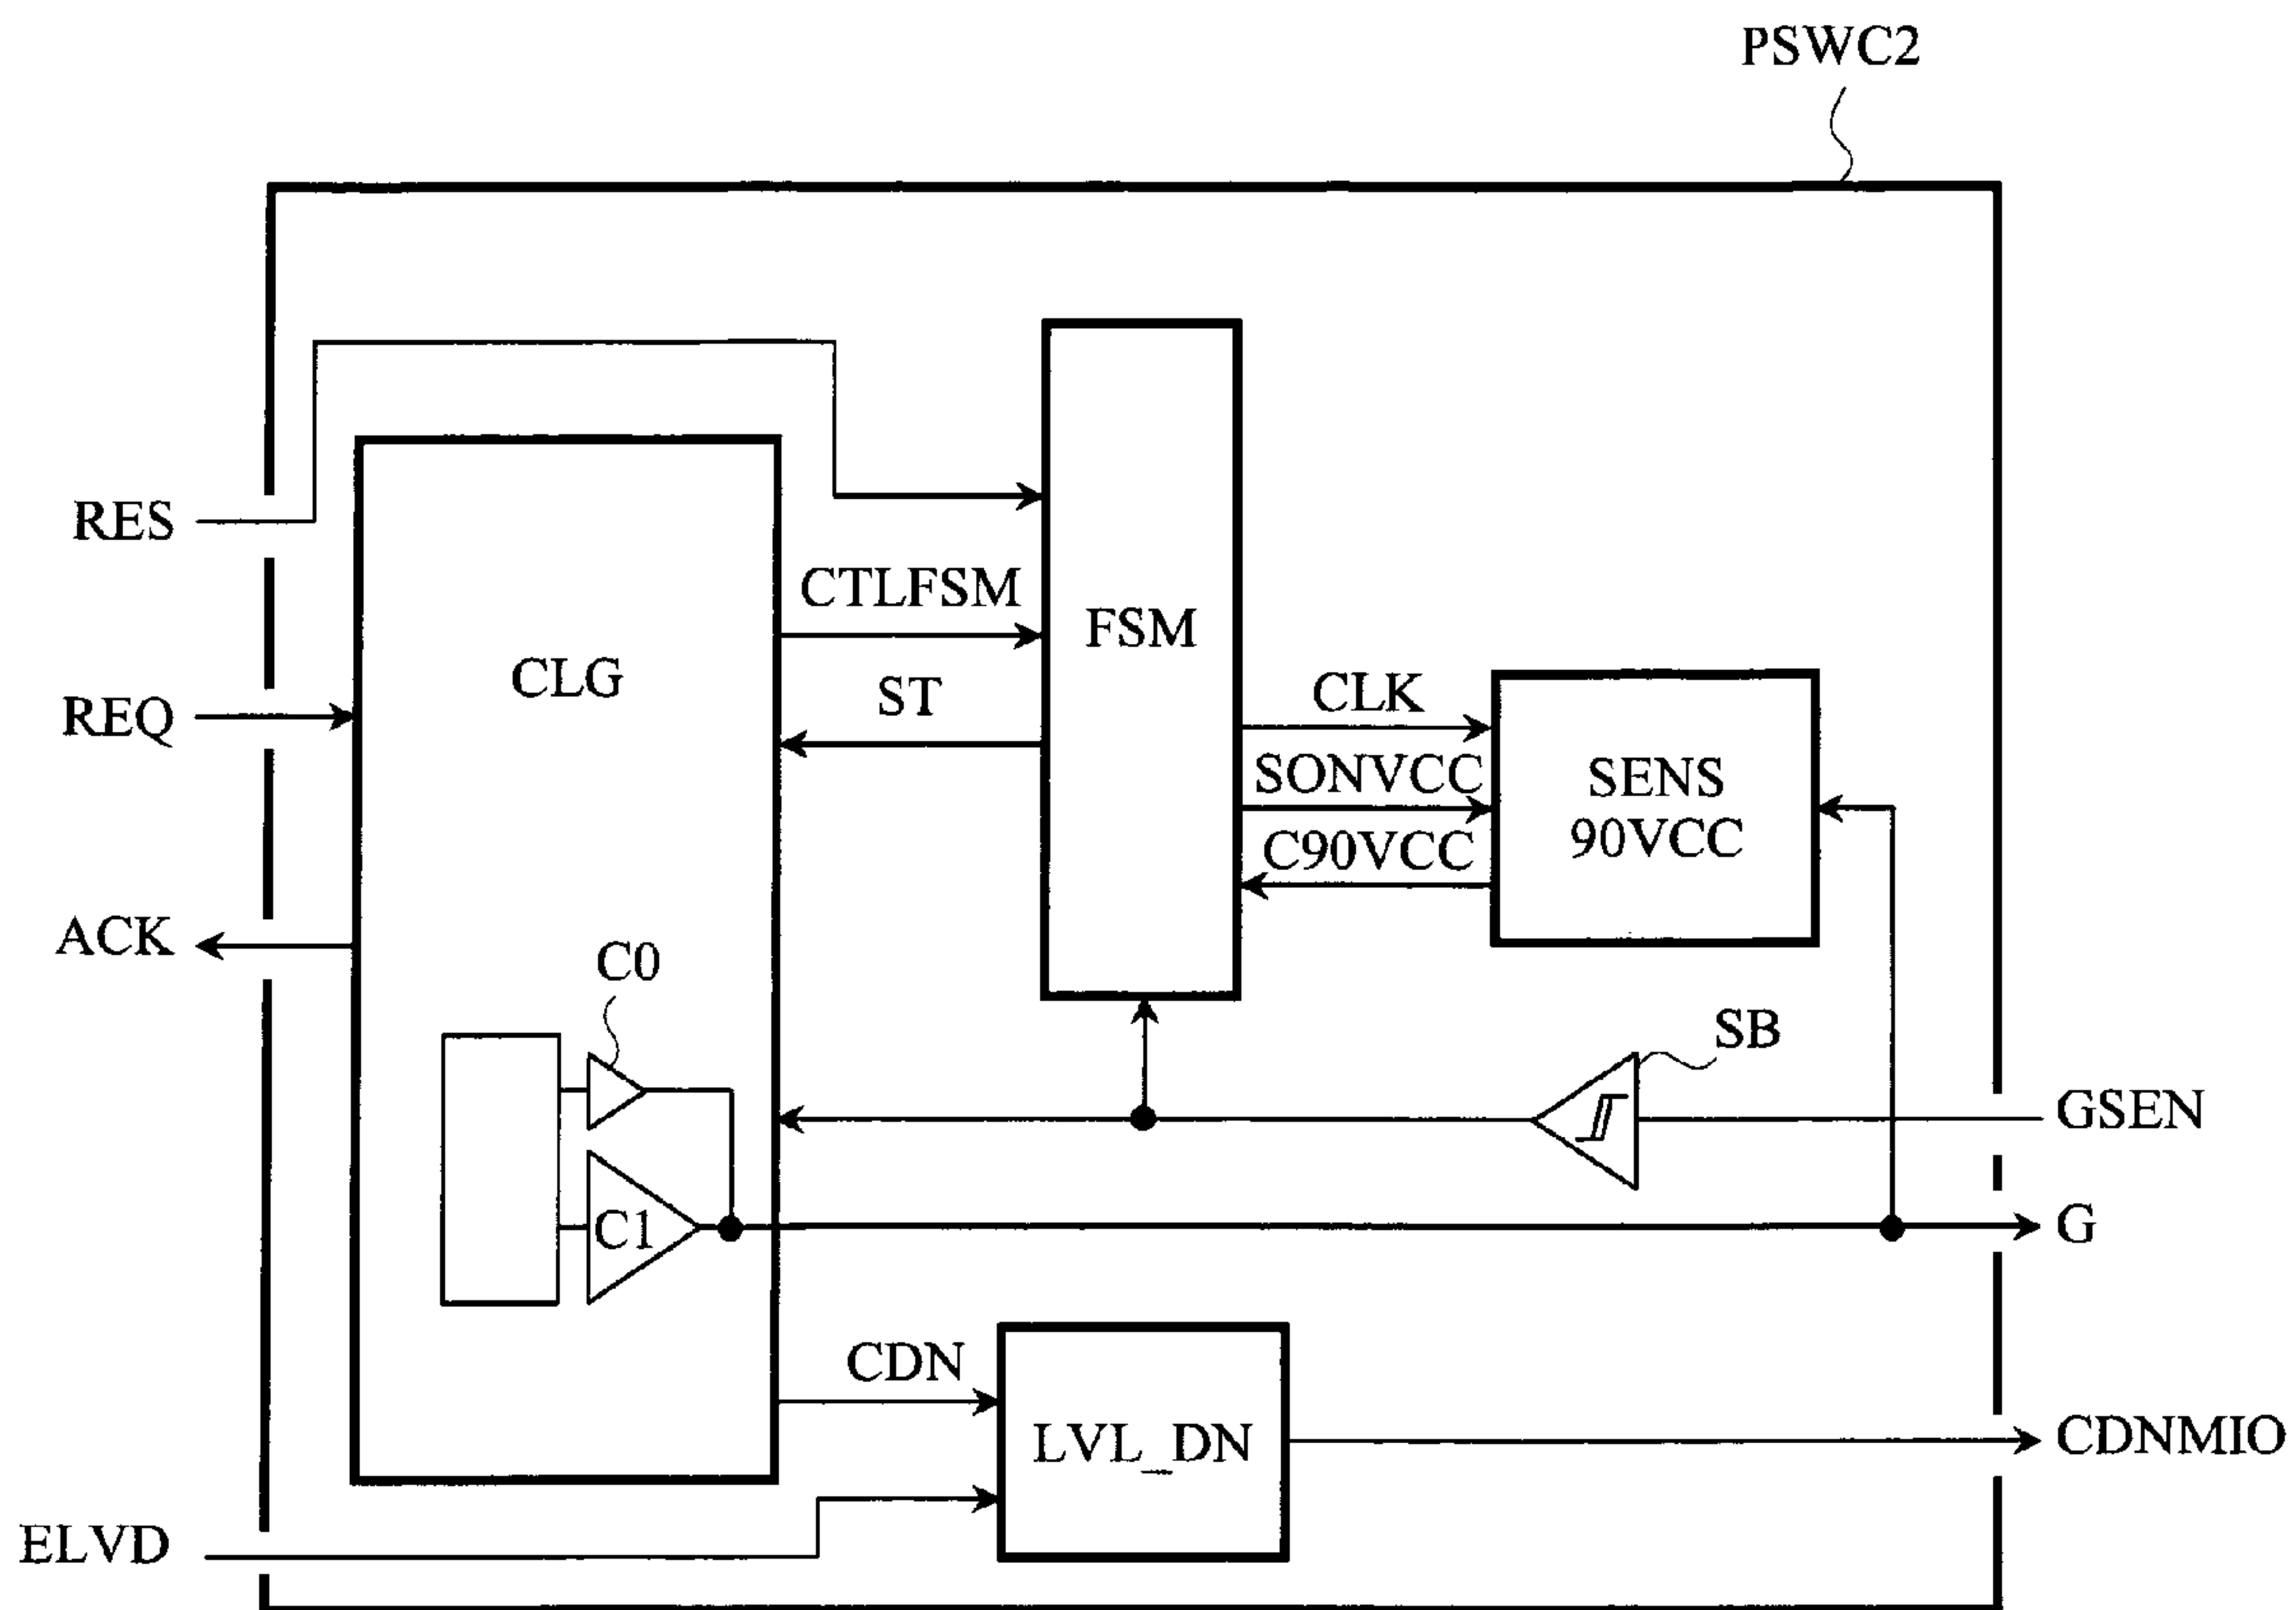 PSWC2
RES
CTLFSM
FSM
CLG
ST
CLK
REQ
SONVCC
SENS
90VCC
C90VCC
ACK
C0
SB
GSEN
C1
G
CDN
LVL_DN
CDNMIO
ELVD